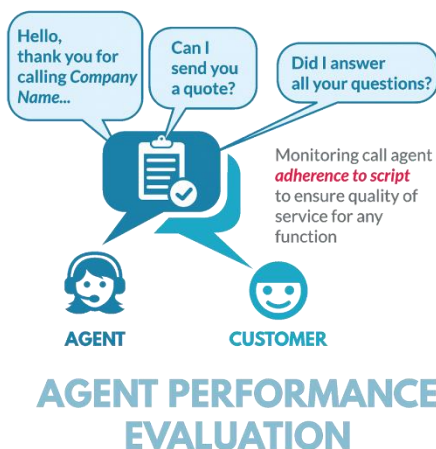 Hello,
thank you for
calling Company
Name...
Can I
send you
a quote?
Did I answer
all your questions?
Monitoring call agent
adherence to script
to ensure quality of
service for any
function
AGENT
CUSTOMER
AGENT PERFORMANCE
EVALUATION